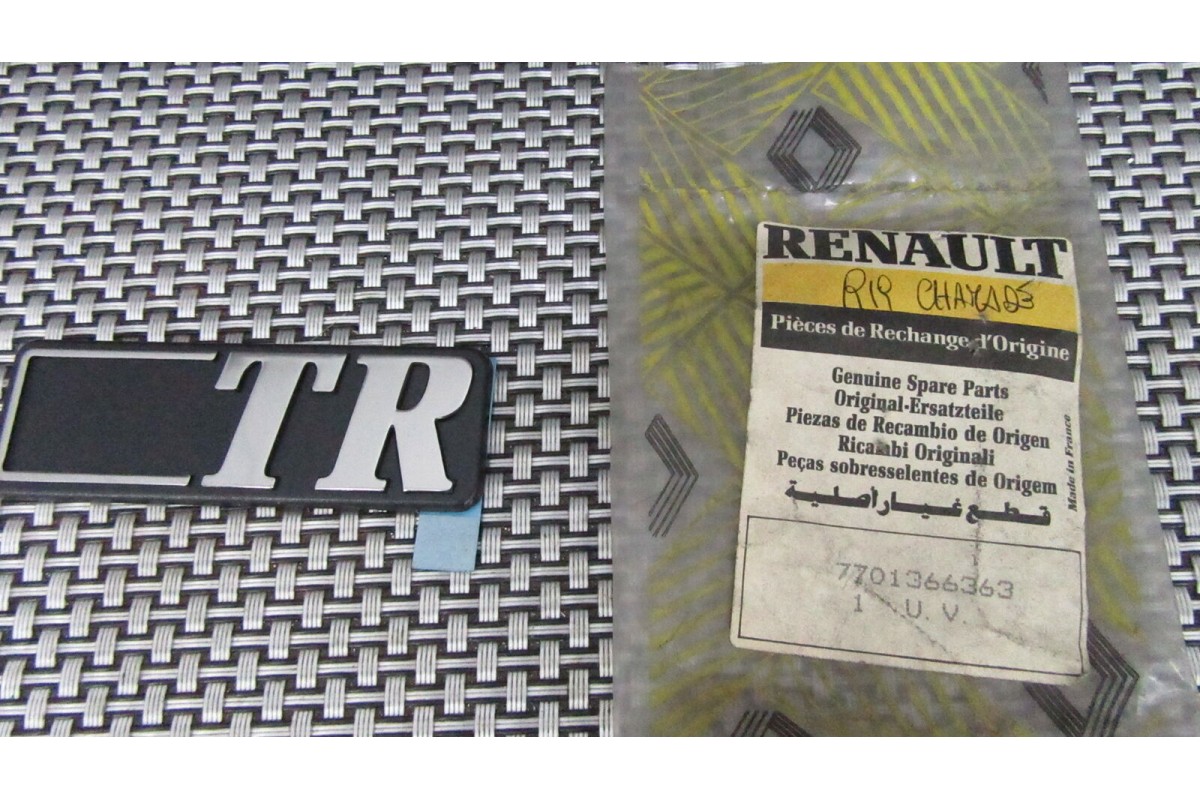 TR
RENAULT
R19 CHAMADE
Pièces de Rechange d'Origine
Genuine Spare Parts
Original-Ersatzteile
Piezas de Recambio de Origen
Ricambi Originali
Peças sobresselentes de Origem
قطع غيار أصلية
Made in France
7701366363
1 U.V.